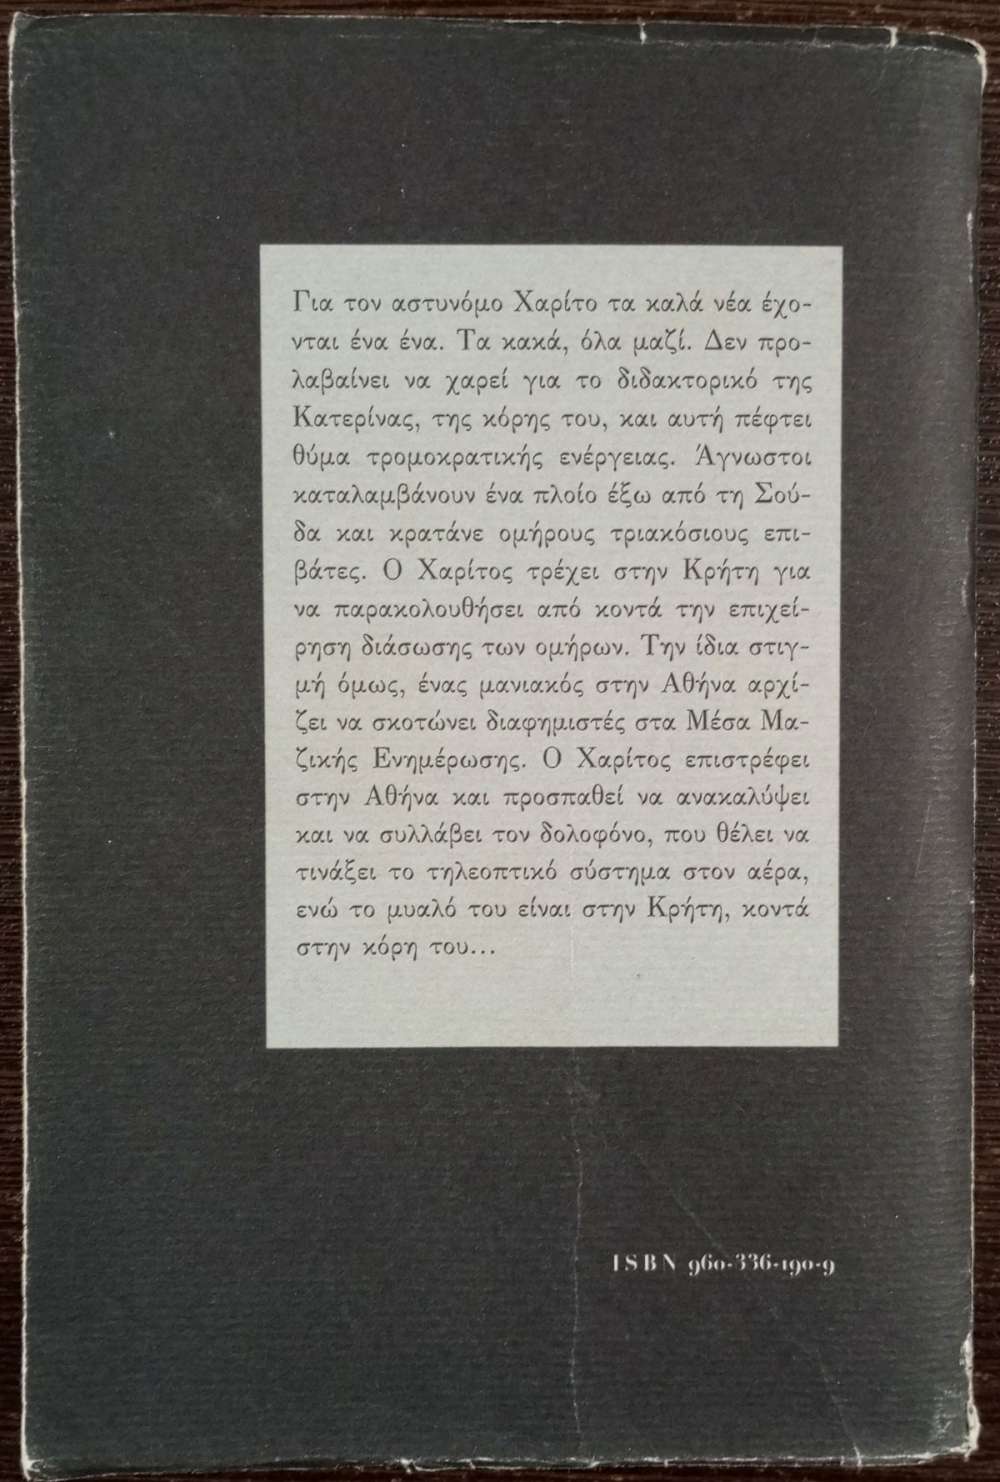 Για τον αστυνόμο Χαρίτο τα καλά νέα έχο-
νται ένα ένα. Τα κακά, όλα μαζί. Δεν προ-
λαβαίνει να χαρεί για το διδακτορικό της
Κατερίνας, της κόρης του, και αυτή πέφτει
θύμα τρομοκρατικής ενέργειας. Άγνωστοι
καταλαμβάνουν ένα πλοίο έξω από τη Σού-
δα και κρατάνε ομήρους τριακόσιους επι-
βάτες. Ο Χαρίτος τρέχει στην Κρήτη για
να παρακολουθήσει από κοντά την επιχεί-
ρηση διάσωσης των ομήρων. Την ίδια στιγ-
μή όμως, ένας μανιακός στην Αθήνα αρχί-
ζει να σκοτώνει διαφημιστές στα Μέσα Μα-
ζικής Ενημέρωσης. Ο Χαρίτος επιστρέφει
στην Αθήνα και προσπαθεί να ανακαλύψει
και να συλλάβει τον δολοφόνο, που θέλει να
τινάξει το τηλεοπτικό σύστημα στον αέρα,
ενώ το μυαλό του είναι στην Κρήτη, κοντά
στην κόρη του...
ISBN 960-336-190-9